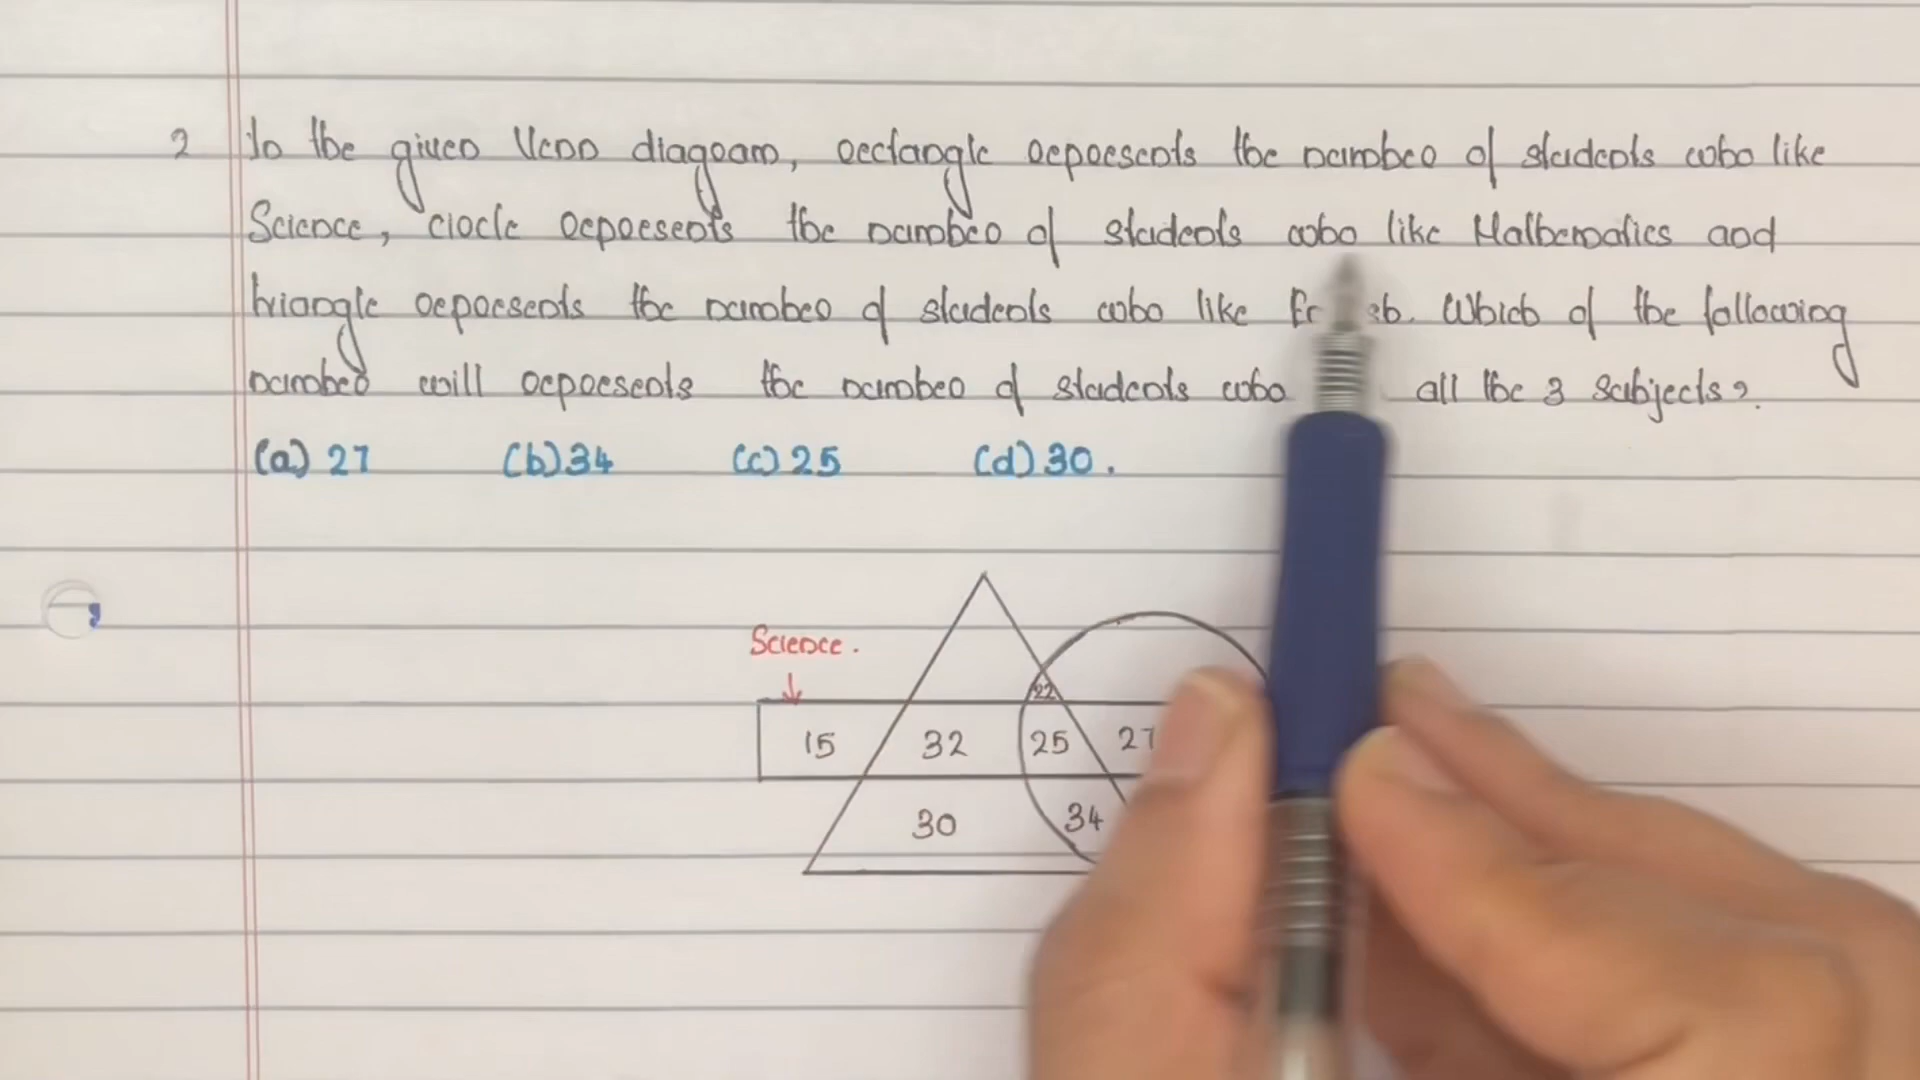 2 In the given Venn diagram, rectangle represents the number of students who like
Science, circle represents the number of students who like Mathematics and
triangle represents the number of students who like. Which of the following
number will represents the number of students who all the 3 subjects?
(a) 27 (b) 34 (c) 25 (d) 30.
Science.
22
15 32 25 27
30 34